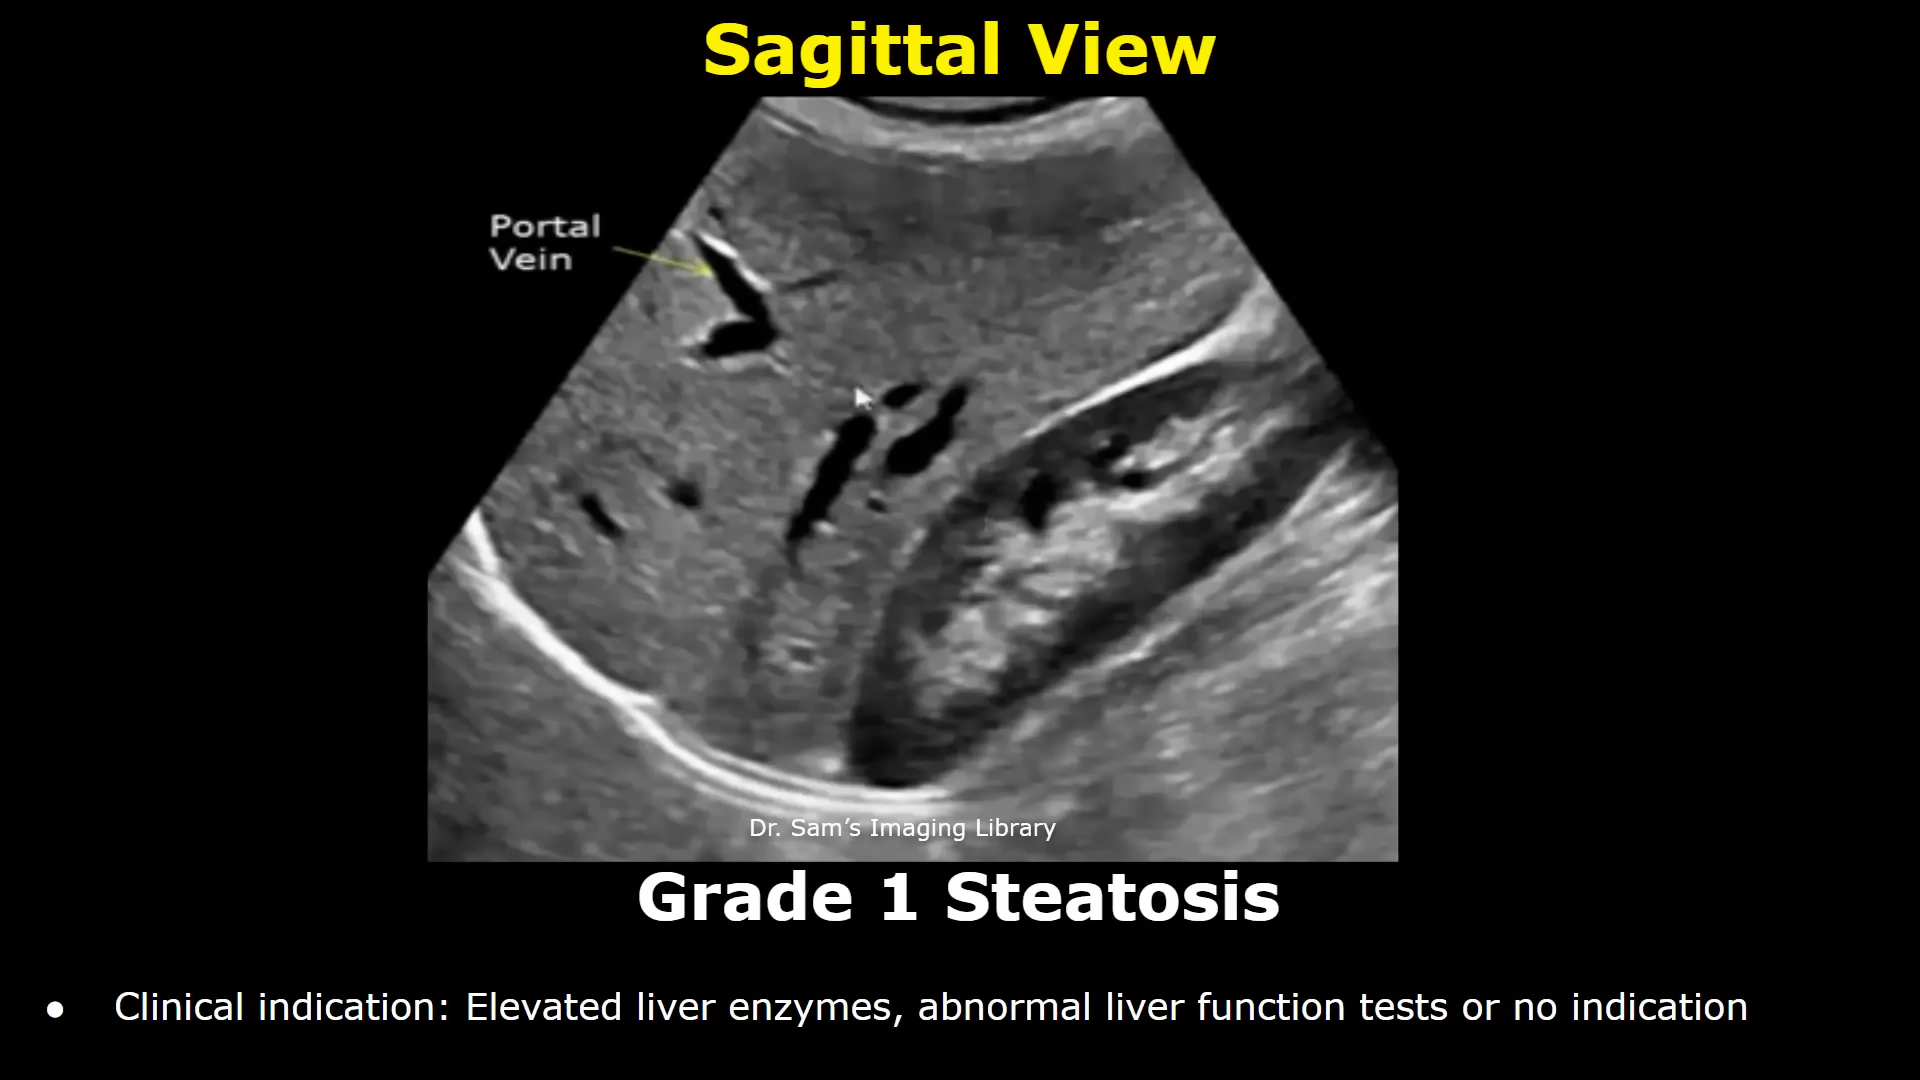 Sagittal View
Portal
Vein
Dr. Sam’s Imaging Library
Grade 1 Steatosis
● Clinical indication: Elevated liver enzymes, abnormal liver function tests or no indication